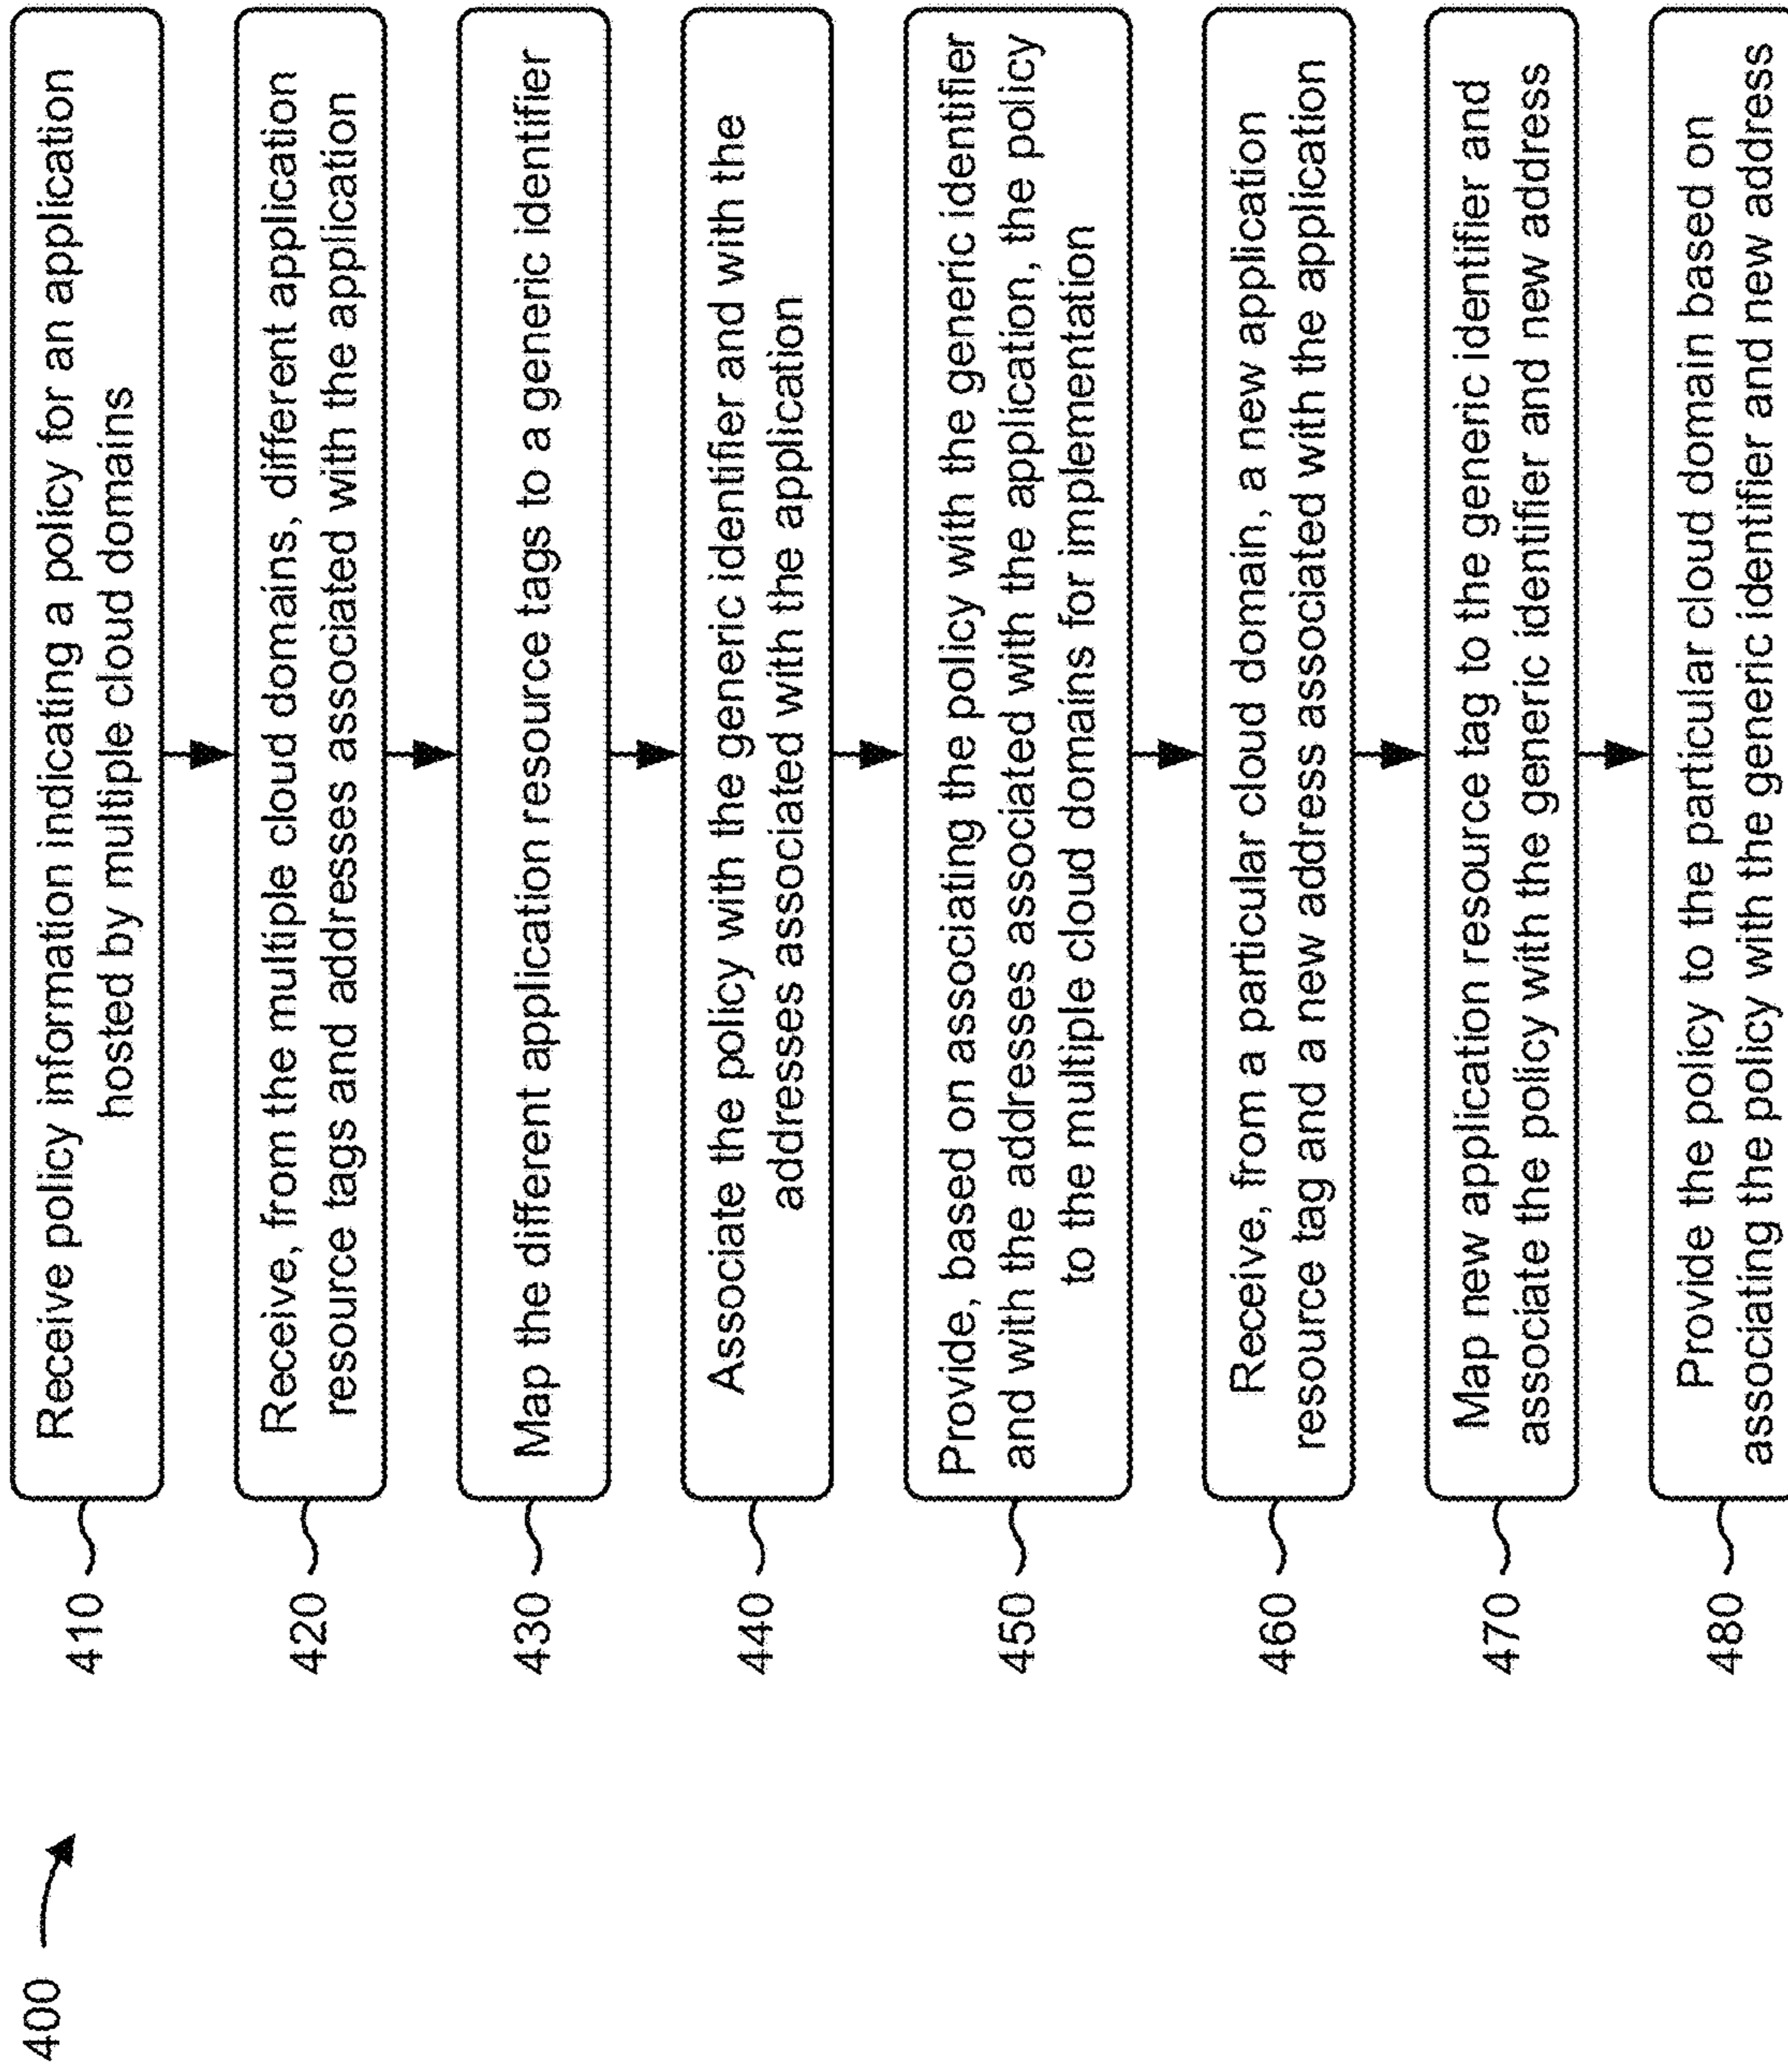 400
410
Receive policy information indicating a policy for an application
hosted by multiple cloud domains
420
Receive, from the multiple cloud domains, different application
resource tags and addresses associated with the application
430
Map the different application resource tags to a generic identifier
440
Associate the policy with the generic identifier and with the
addresses associated with the application
450
Provide, based on associating the policy with the generic identifier
and with the addresses associated with the application, the policy
to the multiple cloud domains for implementation
460
Receive, from a particular cloud domain, a new application
resource tag and a new address associated with the application
470
Map new application resource tag to the generic identifier and
associate the policy with the generic identifier and new address
480
Provide the policy to the particular cloud domain based on
associating the policy with the generic identifier and new address